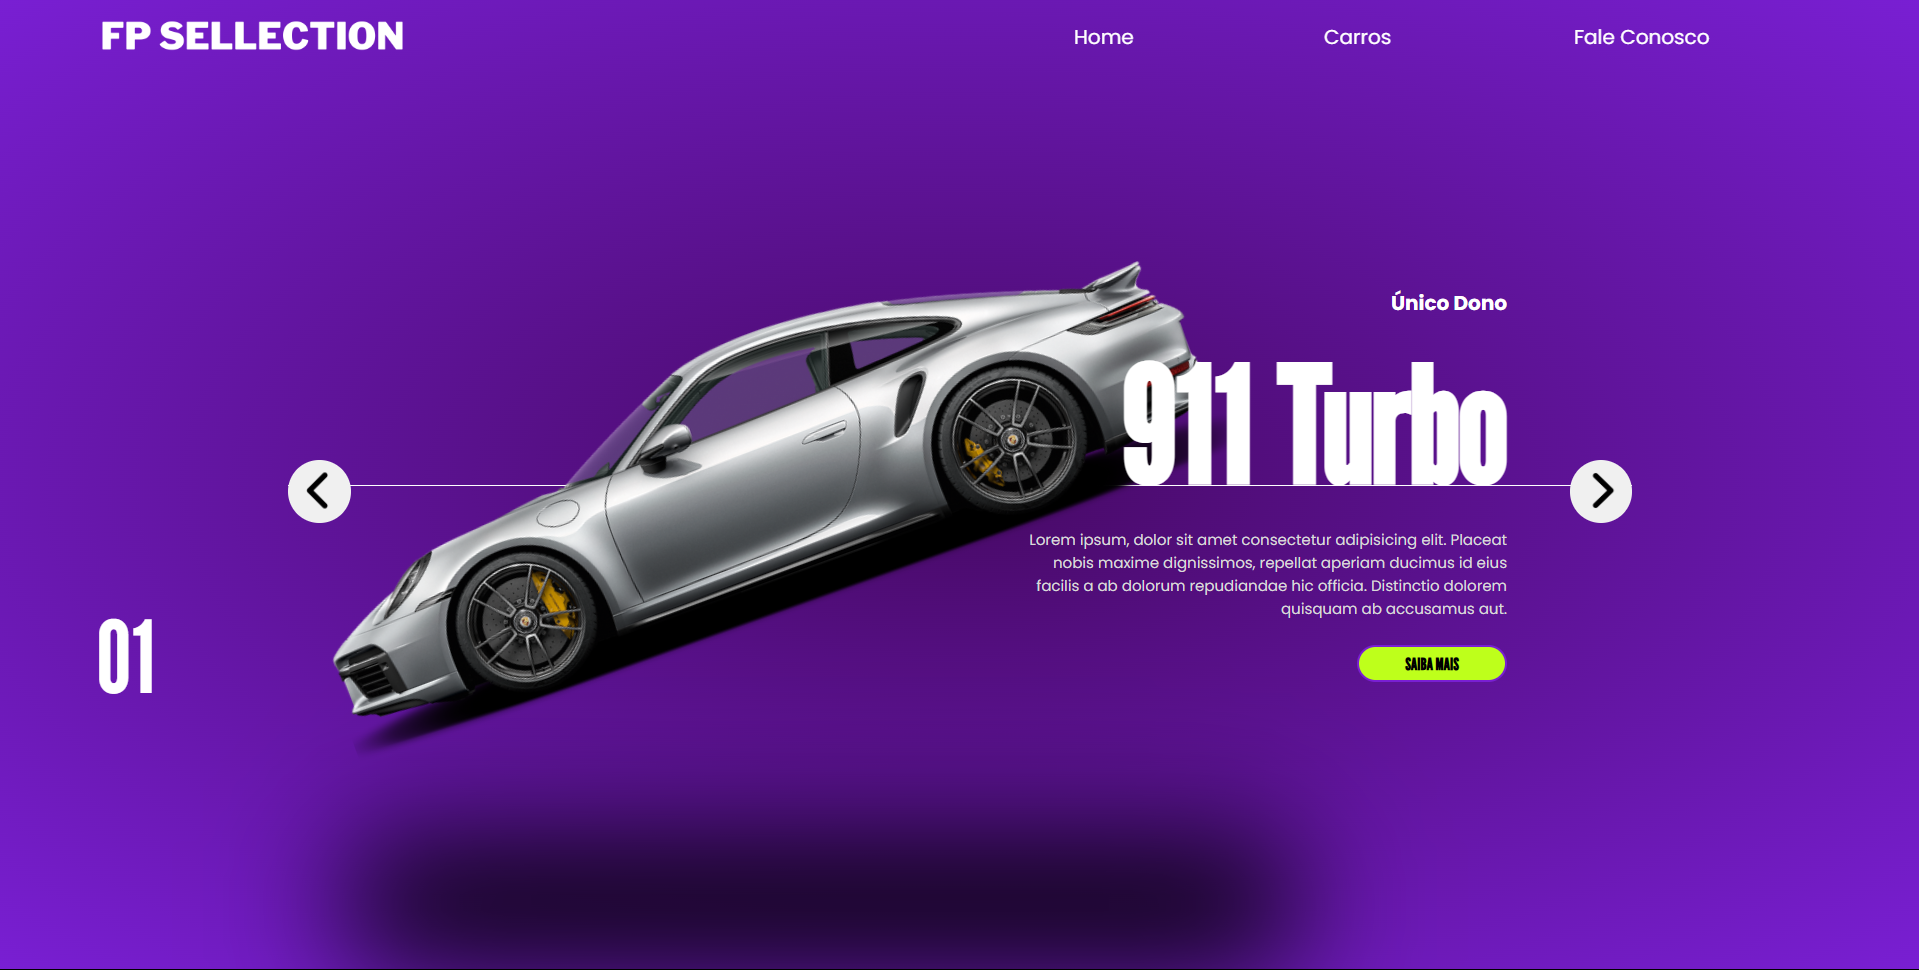 FP SELLECTION
Home
Carros
Fale Conosco
Único Dono
911 Turbo
Lorem ipsum, dolor sit amet consectetur adipisicing elit. Placeat
nobis maxime dignissimos, repellat aperiam ducimus id eius
facilis a ab dolorum repudiandae hic officia. Distinctio dolorem
quisquam ab accusamus aut.
SAIBA MAIS
01